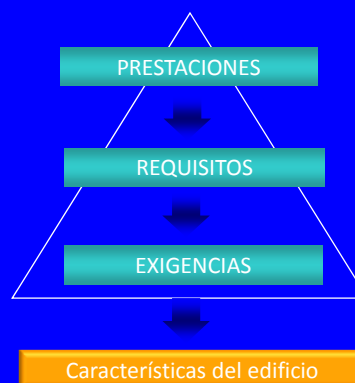 PRESTACIONES
REQUISITOS
EXIGENCIAS
Características del edificio